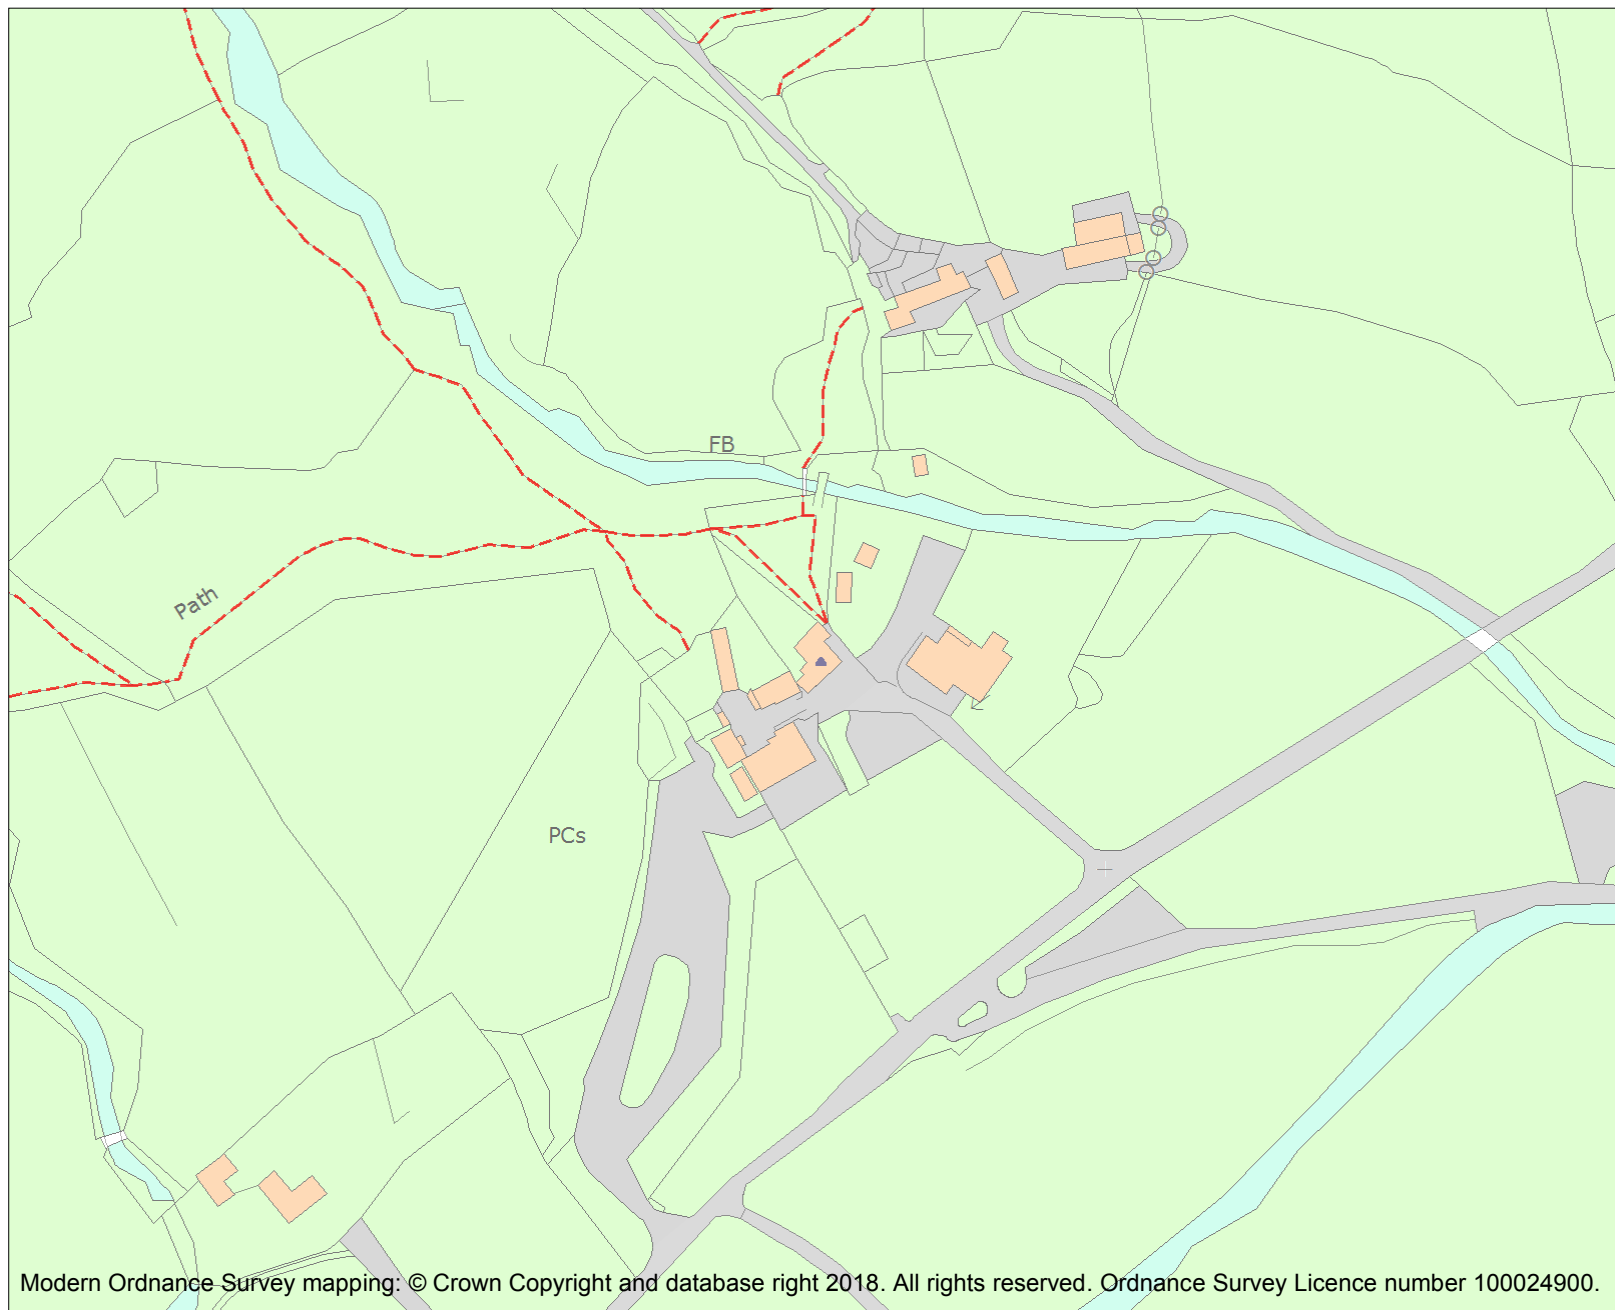 FB
Path
PCs
Modern Ordnance Survey mapping: © Crown Copyright and database right 2018. All rights reserved. Ordnance Survey Licence number 100024900.